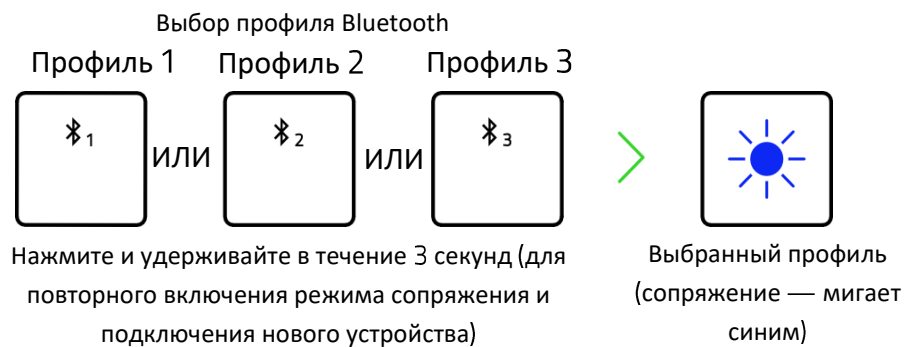 Выбор профиля Bluetooth
Профиль 1 Профиль 2 Профиль 3
1 ИЛИ 2 ИЛИ 3
Нажмите и удерживайте в течение 3 секунд (для
повторного включения режима сопряжения и
подключения нового устройства)
Выбранный профиль
(сопряжение — мигает
синим)